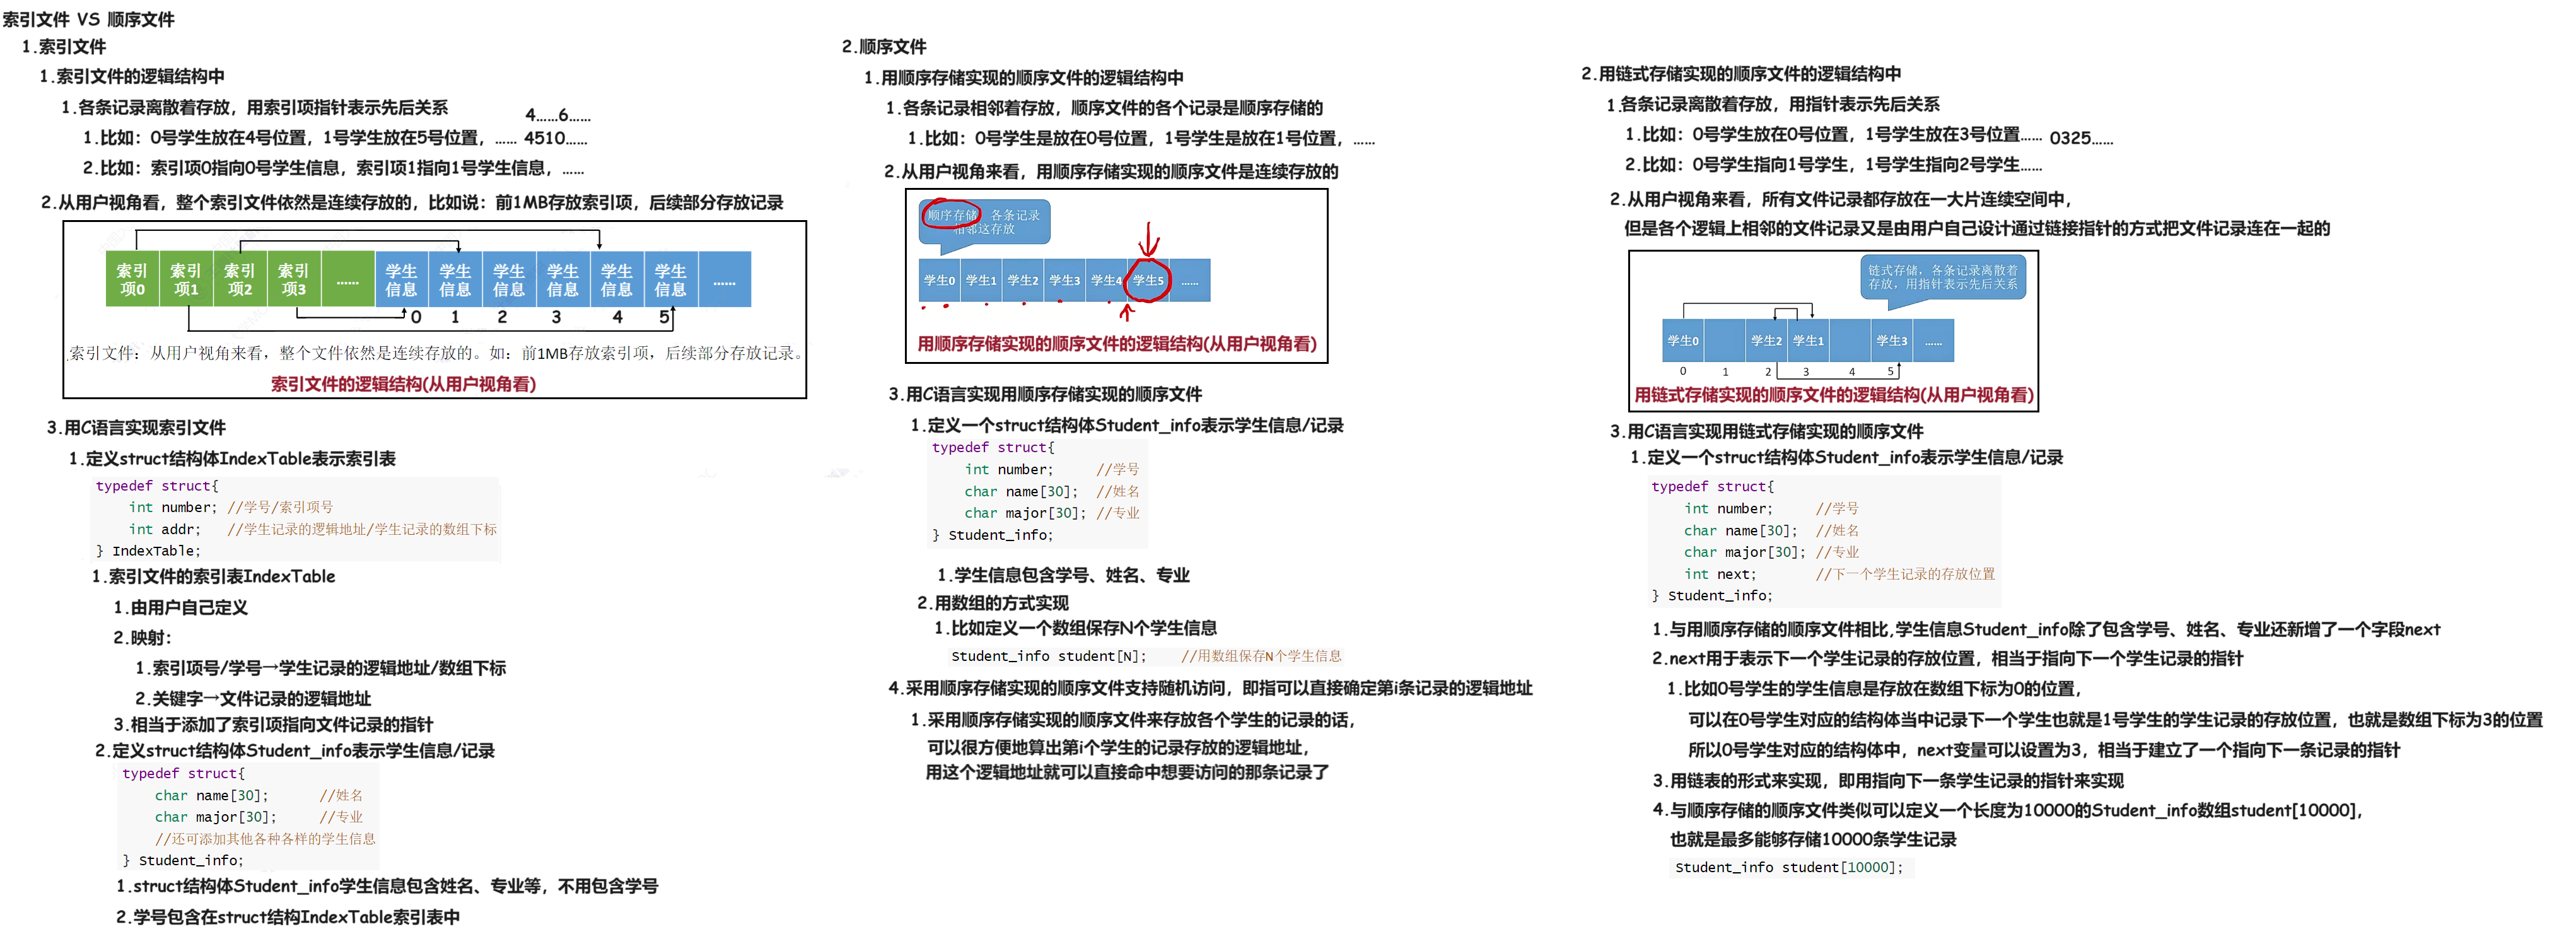 索引文件 VS 顺序文件
1.索引文件
1.索引文件的逻辑结构中
1.各条记录离散着存放，用索引项指针表示先后关系
4……6……
1.比如：0号学生放在4号位置，1号学生放在5号位置，……
4510……
2.比如：索引项0指向0号学生信息，索引项1指向1号学生信息，……
2.从用户视角看，整个索引文件依然是连续存放的，比如说：前1MB存放索引项，后续部分存放记录
索引项0 索引项1 索引项2 索引项3 …… 学生信息 学生信息 学生信息 学生信息 学生信息 学生信息 ……
0 1 2 3 4 5
索引文件：从用户视角来看，整个文件依然是连续存放的。如：前1MB存放索引项，后续部分存放记录。
索引文件的逻辑结构(从用户视角看)
3.用C语言实现索引文件
1.定义struct结构体IndexTable表示索引表
typedef struct{
int number; //学号/索引项号
int addr; //学生记录的逻辑地址/学生记录的数组下标
} IndexTable;
1.索引文件的索引表IndexTable
1.由用户自己定义
2.映射：
1.索引项号/学号→学生记录的逻辑地址/数组下标
2.关键字→文件记录的逻辑地址
3.相当于添加了索引项指向文件记录的指针
2.定义struct结构体Student_info表示学生信息/记录
typedef struct{
char name[30]; //姓名
char major[30]; //专业
//还可添加其他各种各样的学生信息
} Student_info;
1.struct结构体Student_info学生信息包含姓名、专业等，不用包含学号
2.学号包含在struct结构IndexTable索引表中
2.顺序文件
1.用顺序存储实现的顺序文件的逻辑结构中
1.各条记录相邻着存放，顺序文件的各个记录是顺序存储的
1.比如：0号学生是放在0号位置，1号学生是放在1号位置，……
2.从用户视角来看，用顺序存储实现的顺序文件是连续存放的
顺序存储，各条记录
相邻这存放
学生0 学生1 学生2 学生3 学生4 学生5 ……
用顺序存储实现的顺序文件的逻辑结构(从用户视角看)
3.用C语言实现用顺序存储实现的顺序文件
1.定义一个struct结构体Student_info表示学生信息/记录
typedef struct{
int number; //学号
char name[30]; //姓名
char major[30]; //专业
} Student_info;
1.学生信息包含学号、姓名、专业
2.用数组的方式实现
1.比如定义一个数组保存N个学生信息
Student_info student[N]; //用数组保存N个学生信息
4.采用顺序存储实现的顺序文件支持随机访问，即指可以直接确定第i条记录的逻辑地址
1.采用顺序存储实现的顺序文件来存放各个学生的记录的话，
可以很方便地算出第i个学生的记录存放的逻辑地址，
用这个逻辑地址就可以直接命中想要访问的那条记录了
2.用链式存储实现的顺序文件的逻辑结构中
1.各条记录离散着存放，用指针表示先后关系
1.比如：0号学生放在0号位置，1号学生放在3号位置……
0325……
2.比如：0号学生指向1号学生，1号学生指向2号学生……
2.从用户视角来看，所有文件记录都存放在一大片连续空间中，
但是各个逻辑上相邻的文件记录又是由用户自己设计通过链接指针的方式把文件记录连在一起的
链式存储，各条记录离散着
存放，用指针表示先后关系
学生0 学生2 学生1 学生3 ……
0 1 2 3 4 5
用链式存储实现的顺序文件的逻辑结构(从用户视角看)
3.用C语言实现用链式存储实现的顺序文件
1.定义一个struct结构体Student_info表示学生信息/记录
typedef struct{
int number; //学号
char name[30]; //姓名
char major[30]; //专业
int next; //下一个学生记录的存放位置
} Student_info;
1.与用顺序存储的顺序文件相比,学生信息Student_info除了包含学号、姓名、专业还新增了一个字段next
2.next用于表示下一个学生记录的存放位置，相当于指向下一个学生记录的指针
1.比如0号学生的学生信息是存放在数组下标为0的位置，
可以在0号学生对应的结构体当中记录下一个学生也就是1号学生的学生记录的存放位置，也就是数组下标为3的位置
所以0号学生对应的结构体中，next变量可以设置为3，相当于建立了一个指向下一条记录的指针
3.用链表的形式来实现，即用指向下一条学生记录的指针来实现
4.与顺序存储的顺序文件类似可以定义一个长度为10000的Student_info数组student[10000]，
也就是最多能够存储10000条学生记录
Student_info student[10000];